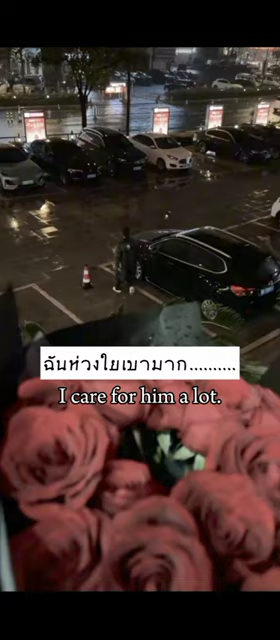 ฉันห่วงใยเขามาก..........
I care for him a lot.